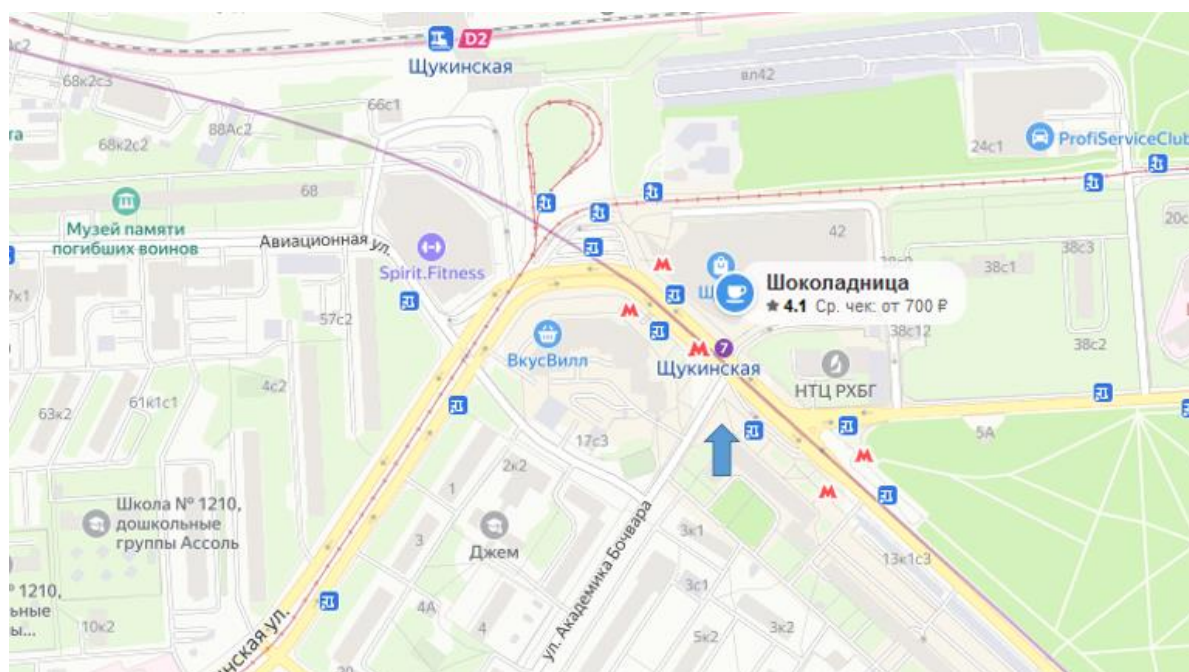 D2
Щукинская
68к2с3
66с1
вл42
88Ас2
68к2с2
24с1
ProfiServiceClub
68
Музей памяти
погибших воинов
Авиационная ул.
Spirit.Fitness
42
38с3
38с1
Шоколадница
4.1 Ср. чек: от 700 ₽
57с2
38с12
38с2
ВкусВилл
7
Щукинская
НТЦ РХБГ
4с2
63к2
61к1с1
17с3
5А
2к2
1
Школа № 1210,
дошкольные
группы Ассоль
3
Джем
ул. Академика Бочвара
3к1
13к1с3
3с1
№ 1210,
4А
4
10к2
5к2
3к2